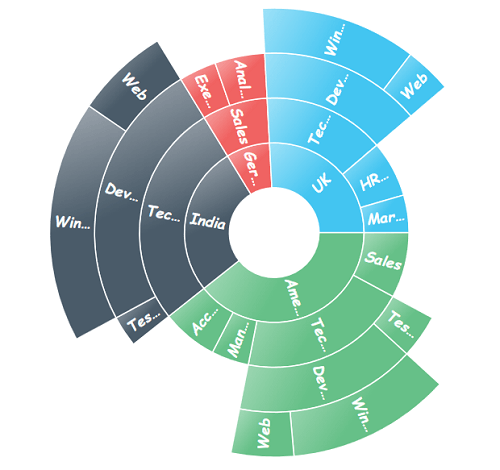 Win...
Web
Dev...
Tec...
UK
HR...
Mar...
Exe...
Anal...
Sales
Ger...
Web
Win...
Dev...
Tec...
India
Tes...
Sales
Ame...
Acc...
Man...
Tec...
Tes...
Dev...
Web
Win...